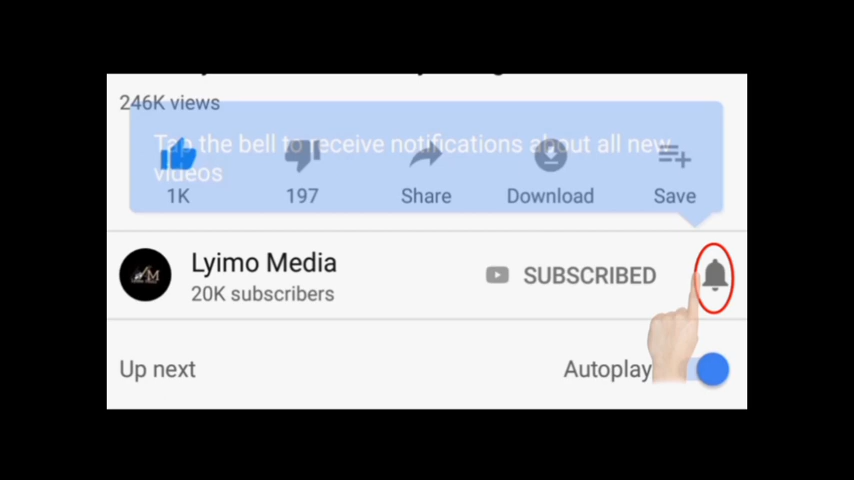 246K views
Tap the bell to receive notifications about all new
videos
1K
197
Share
Download
Save
Lyimo Media
20K subscribers
SUBSCRIBED
Up next
Autoplay